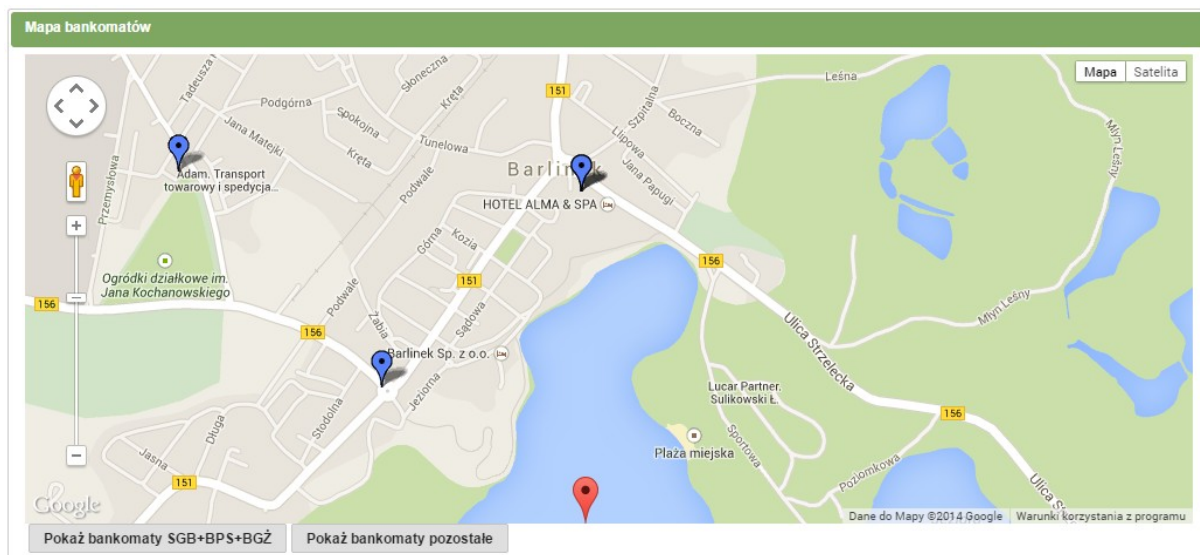 Mapa bankomatów
Mapa
Satelita
Leśna
Tadeusza
Słoneczna
Kręta
151
Szpitalna
Podgórna
Spokojna
Boczna
Lipowa
Jana Matejki
Tunelowa
Kręta
Podwale
Młyn Leśny
Przemysłowa
Adam. Transport
towarowy i spedycja...
Barlinek
Jana Papugi
HOTEL ALMA & SPA
Górna
Kozia
156
Ogródki działkowe im.
Jana Kochanowskiego
151
156
Podwale
Żabia
Sądowa
Młyn Leśny
156
Ulica Strzelecka
Barlinek Sp. z o.o.
Jeziorna
Lucar Partner.
Sulikowski Ł.
Stodolna
Długa
156
Sportowa
Plaża miejska
Jasna
Poziomkowa
151
Ulica St
Google
Dane do Mapy ©2014 Google
Warunki korzystania z programu
Pokaż bankomaty SGB+BPS+BGŻ
Pokaż bankomaty pozostałe